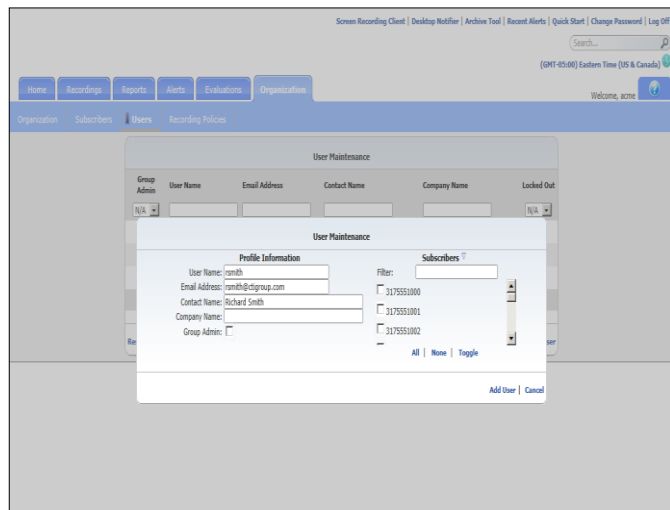 Screen Recording Client | Desktop Notifier | Archive Tool | Recent Alerts | Quick Start | Change Password | Log Off
Search...
(GMT-05:00) Eastern Time (US & Canada)
Home Recordings Reports Alerts Evaluations Organization
Welcome, acme
Organization Subscribers Users Recording Policies
User Maintenance
Group Admin User Name Email Address Contact Name Company Name Locked Out
N/A N/A
User Maintenance
Profile Information Subscribers
User Name: rsmith Filter:
Email Address: rsmith@ctigroup.com 3175551000
Contact Name: Richard Smith
Company Name: 3175551001
Group Admin: 3175551002
Re ser
All | None | Toggle
Add User | Cancel